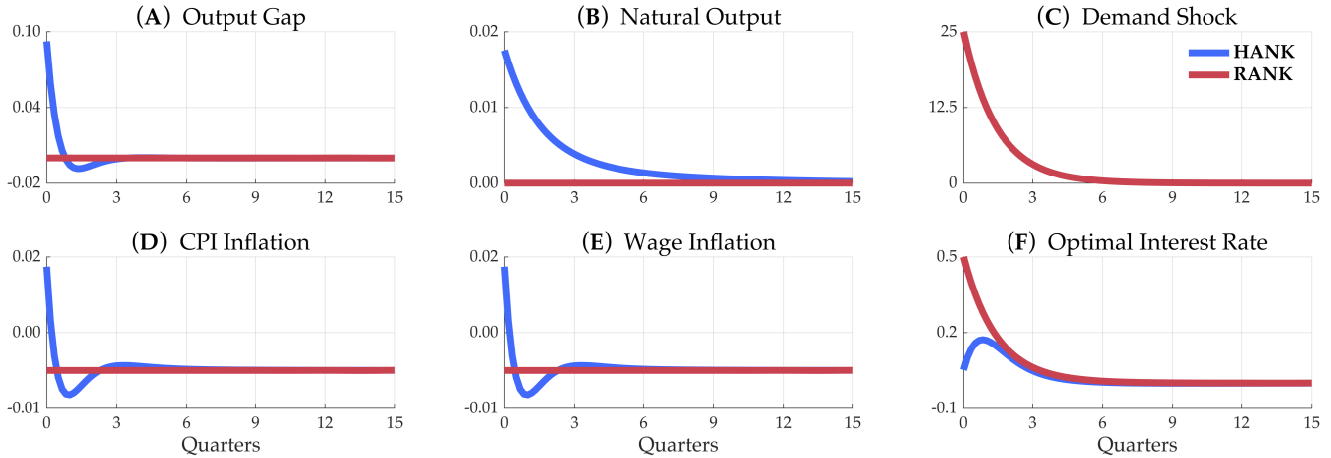 (A) Output Gap
0.10
0.04
-0.02
0 3 6 9 12 15
(B) Natural Output
0.02
0.01
0.00
0 3 6 9 12 15
(C) Demand Shock
25
12.5
0
0 3 6 9 12 15
HANK
RANK
(D) CPI Inflation
0.02
0.00
-0.01
0 3 6 9 12 15
Quarters
(E) Wage Inflation
0.02
0.00
-0.01
0 3 6 9 12 15
Quarters
(F) Optimal Interest Rate
0.5
0.2
-0.1
0 3 6 9 12 15
Quarters